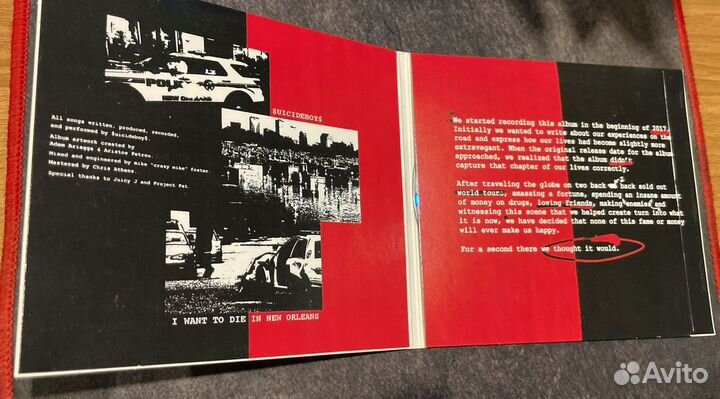 POLICE
NEW ORLEANS
$UICIDEBOY$
All songs written, produced, recorded,
and performed by $uicideboy$.
Album artwork created by
Adam Arriaga & Christos Petrou.
Mixed and engineered by mike "crazy mike" foster.
Mastered by Chris Athens.
Special thanks to Juicy J and Project Pat
I WANT TO DIE IN NEW ORLEANS
We started recording this album in the beginning of 2017.
Initially we wanted to write about our experiences on the
road and express how our lives had become slightly more
extravagant. When the original release date for the album
approached, we realized that the album didn't
capture that chapter of our lives correctly.
After traveling the globe on two back to back sold out
world tours, amassing a fortune, spending an insane amount
of money on drugs, losing friends, making enemies and
witnessing this scene that we helped create turn into what
it is now, we have decided that none of this fame or money
will ever make us happy.
For a second there we thought it would.
Avito